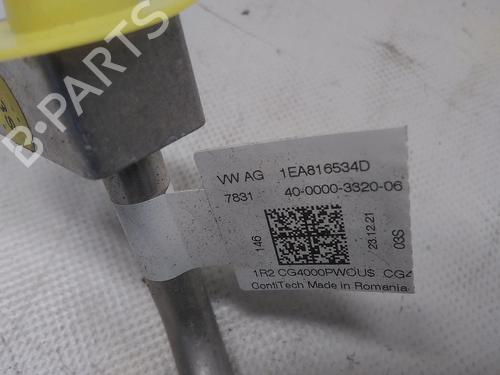 B-PARTS
VW AG 1EA816534D
7831 40-0000-3320-06
146
23.12.21
03S
1R2 CG4000PWOU$ CG4
ContiTech Made in Romania